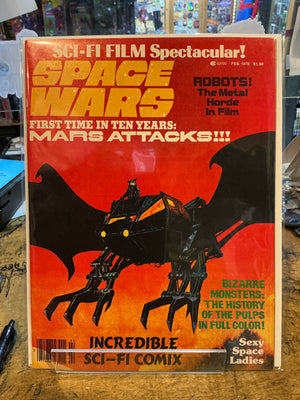 SCI-FI FILM Spectacular!
SPACE
WARS
FEB. 1978 $1.50
ROBOTS!
The Metal
Horde
In Film
FIRST TIME IN TEN YEARS:
MARS ATTACKS!!!
BIZARRE
MONSTERS:
THE HISTORY
OF THE PULPS
IN FULL COLOR!
INCREDIBLE
SCI-FI COMIX
Sexy
Space
Ladies